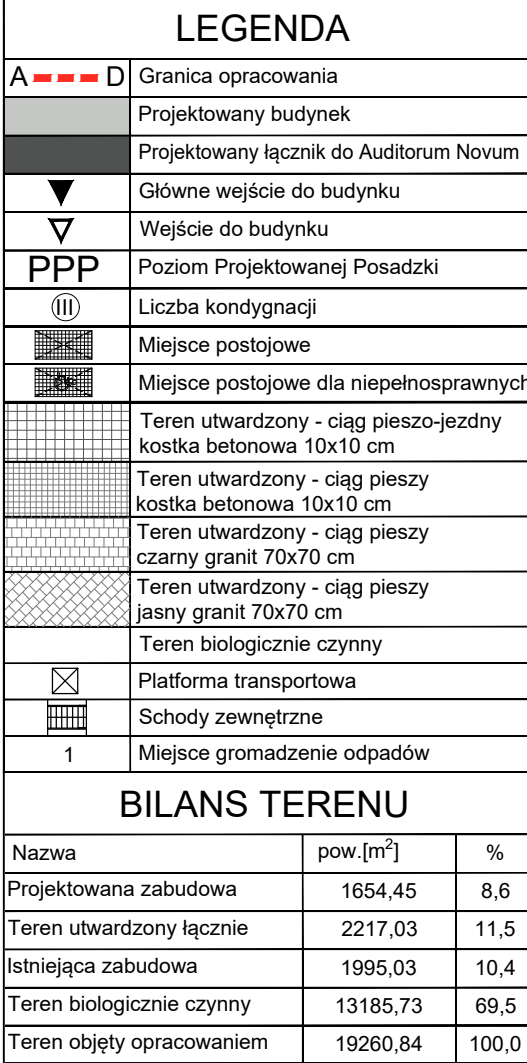 LEGENDA
A D Granica opracowania
Projektowany budynek
Projektowany łącznik do Auditorum Novum
Główne wejście do budynku
Wejście do budynku
PPP Poziom Projektowanej Posadzki
III Liczba kondygnacji
Miejsce postojowe
Miejsce postojowe dla niepełnosprawnych
Teren utwardzony - ciąg pieszo-jezdny
kostka betonowa 10x10 cm
Teren utwardzony - ciąg pieszy
kostka betonowa 10x10 cm
Teren utwardzony - ciąg pieszy
czarny granit 70x70 cm
Teren utwardzony - ciąg pieszy
jasny granit 70x70 cm
Teren biologicznie czynny
Platforma transportowa
Schody zewnętrzne
1 Miejsce gromadzenie odpadów
BILANS TERENU
Nazwa pow.[m²] %
Projektowana zabudowa 1654,45 8,6
Teren utwardzony łącznie 2217,03 11,5
Istniejąca zabudowa 1995,03 10,4
Teren biologicznie czynny 13185,73 69,5
Teren objęty opracowaniem 19260,84 100,0